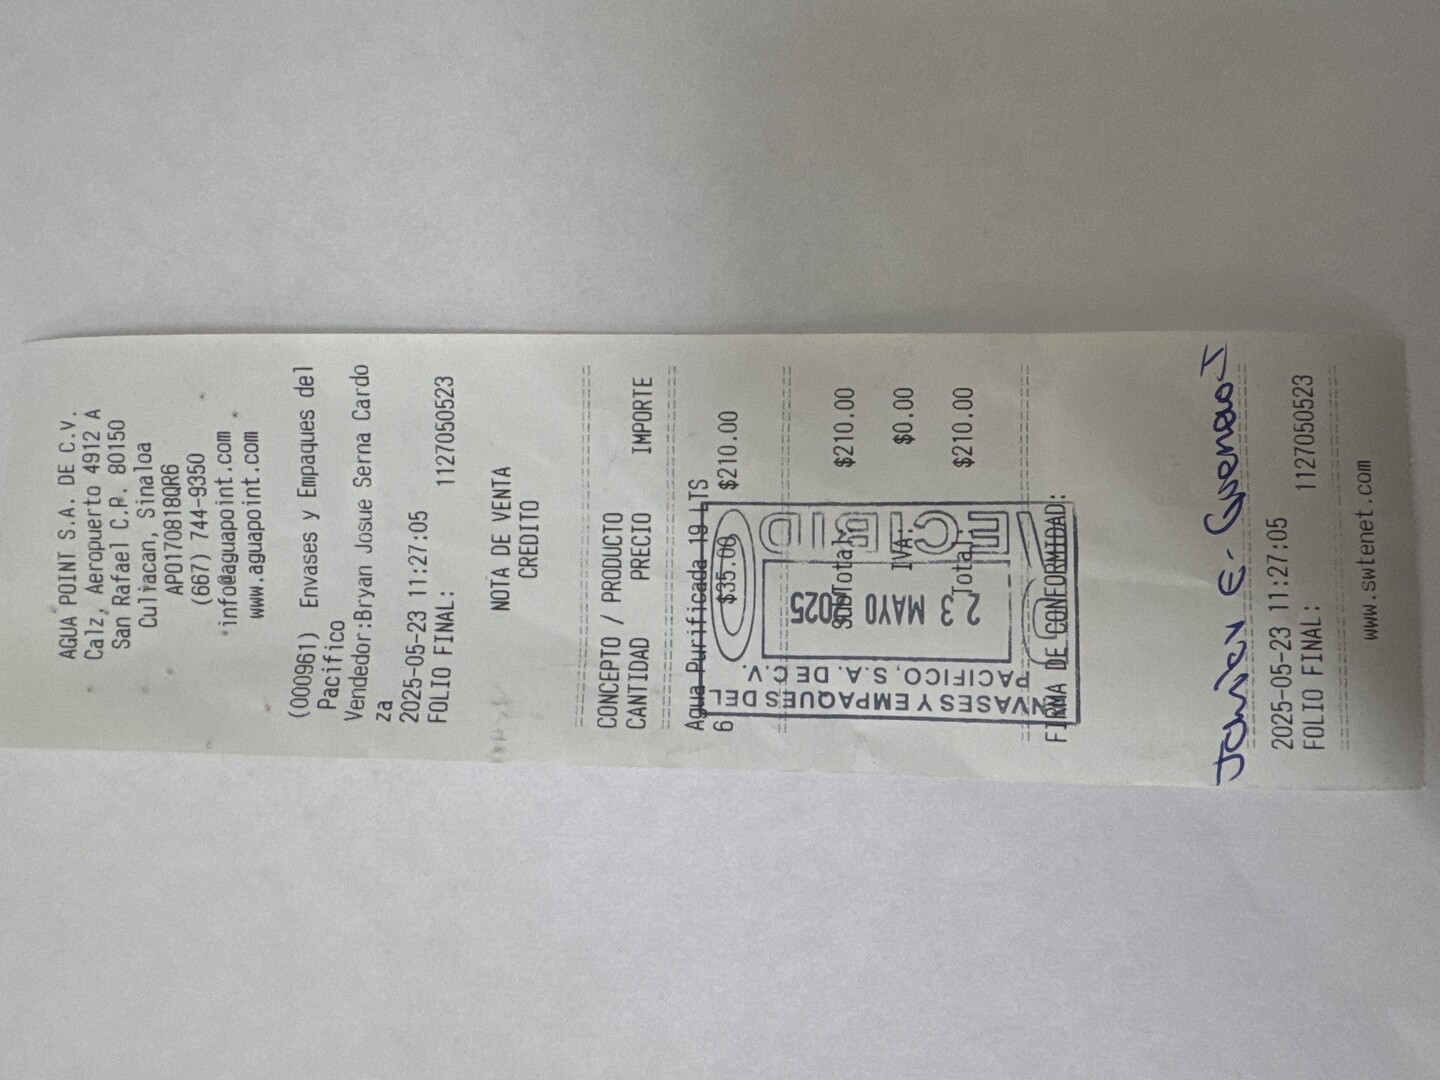 AGUA POINT S.A. DE C.V.
Calz, Aeropuerto 4912 A
San Rafael C.P. 80150
Culiacan, Sinaloa
APO170818QR6
(667) 744-9350
info@aguapoint.com
www.aguapoint.com
(000961) Envases y Empaques del
Pacifico
Vendedor:Bryan Josue Serna Cardo
za
2025-05-23 11:27:05
FOLIO FINAL: 1127050523
NOTA DE VENTA
CREDITO
CONCEPTO / PRODUCTO
CANTIDAD PRECIO IMPORTE
Agua Purificada 19 LTS
6 $35.00 $210.00
SubTotal: $210.00
IVA: $0.00
Total: $210.00
FIRMA DE CONFORMIDAD:
NVASES Y EMPAQUES DEL
PACIFICO, S.A. DE C.V.
23 MAYO 2025
RECIBID
2025-05-23 11:27:05
FOLIO FINAL: 1127050523
www.swtenet.com